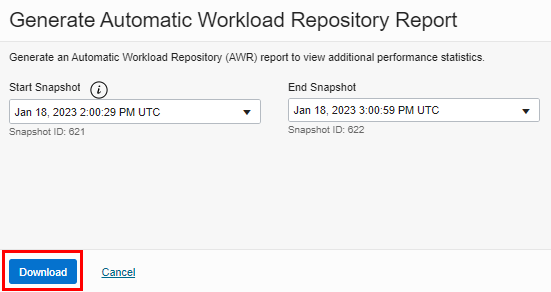 Generate Automatic Workload Repository Report
Generate an Automatic Workload Repository (AWR) report to view additional performance statistics.
Start Snapshot i
End Snapshot
Jan 18, 2023 2:00:29 PM UTC
Jan 18, 2023 3:00:59 PM UTC
Snapshot ID: 621
Snapshot ID: 622
Download
Cancel